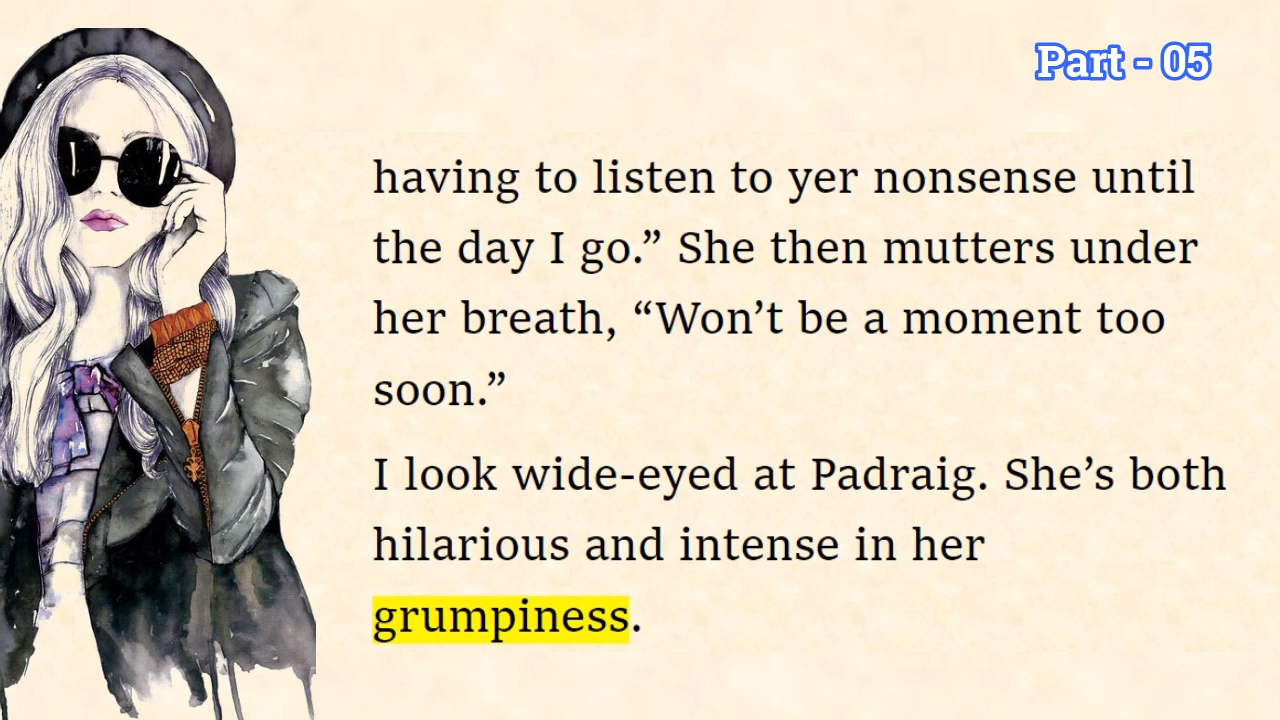 Part - 05
having to listen to yer nonsense until
the day I go.” She then mutters under
her breath, “Won’t be a moment too
soon.”
I look wide-eyed at Padraig. She’s both
hilarious and intense in her
grumpiness.